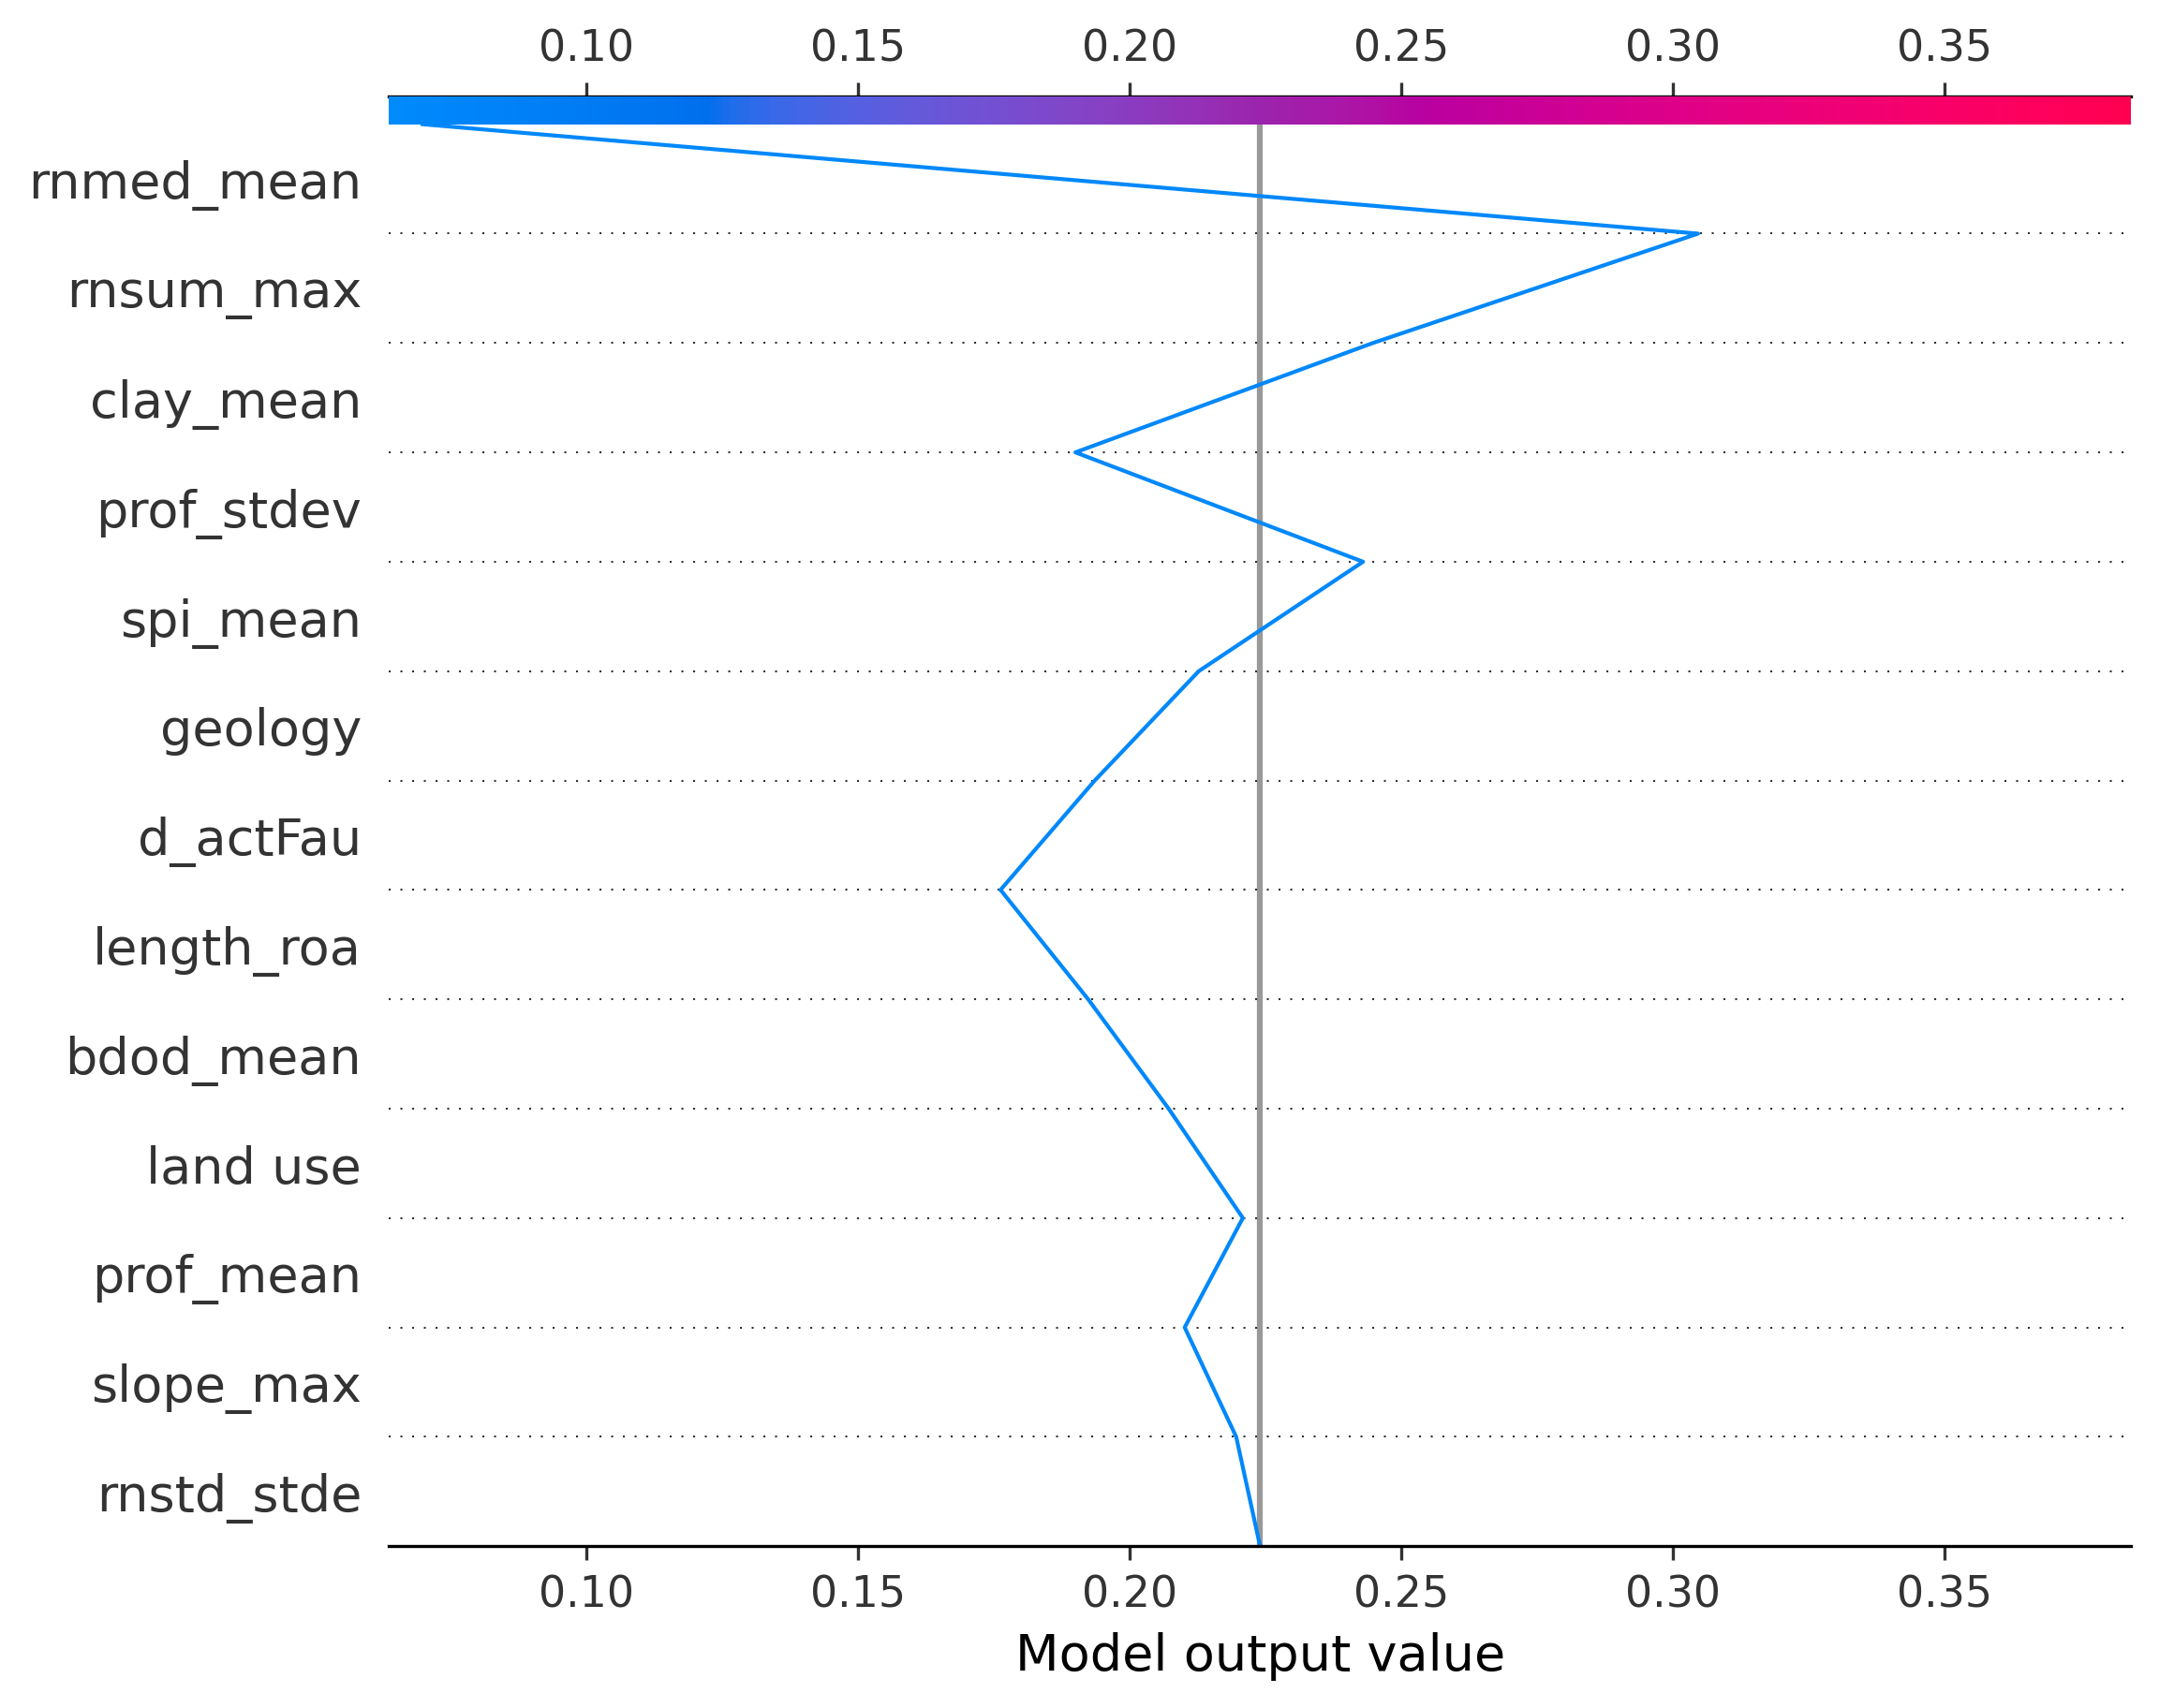 0.10 0.15 0.20 0.25 0.30 0.35
rnmed_mean
rnsum_max
clay_mean
prof_stdev
spi_mean
geology
d_actFau
length_roa
bdod_mean
land use
prof_mean
slope_max
rnstd_stde
0.10 0.15 0.20 0.25 0.30 0.35
Model output value